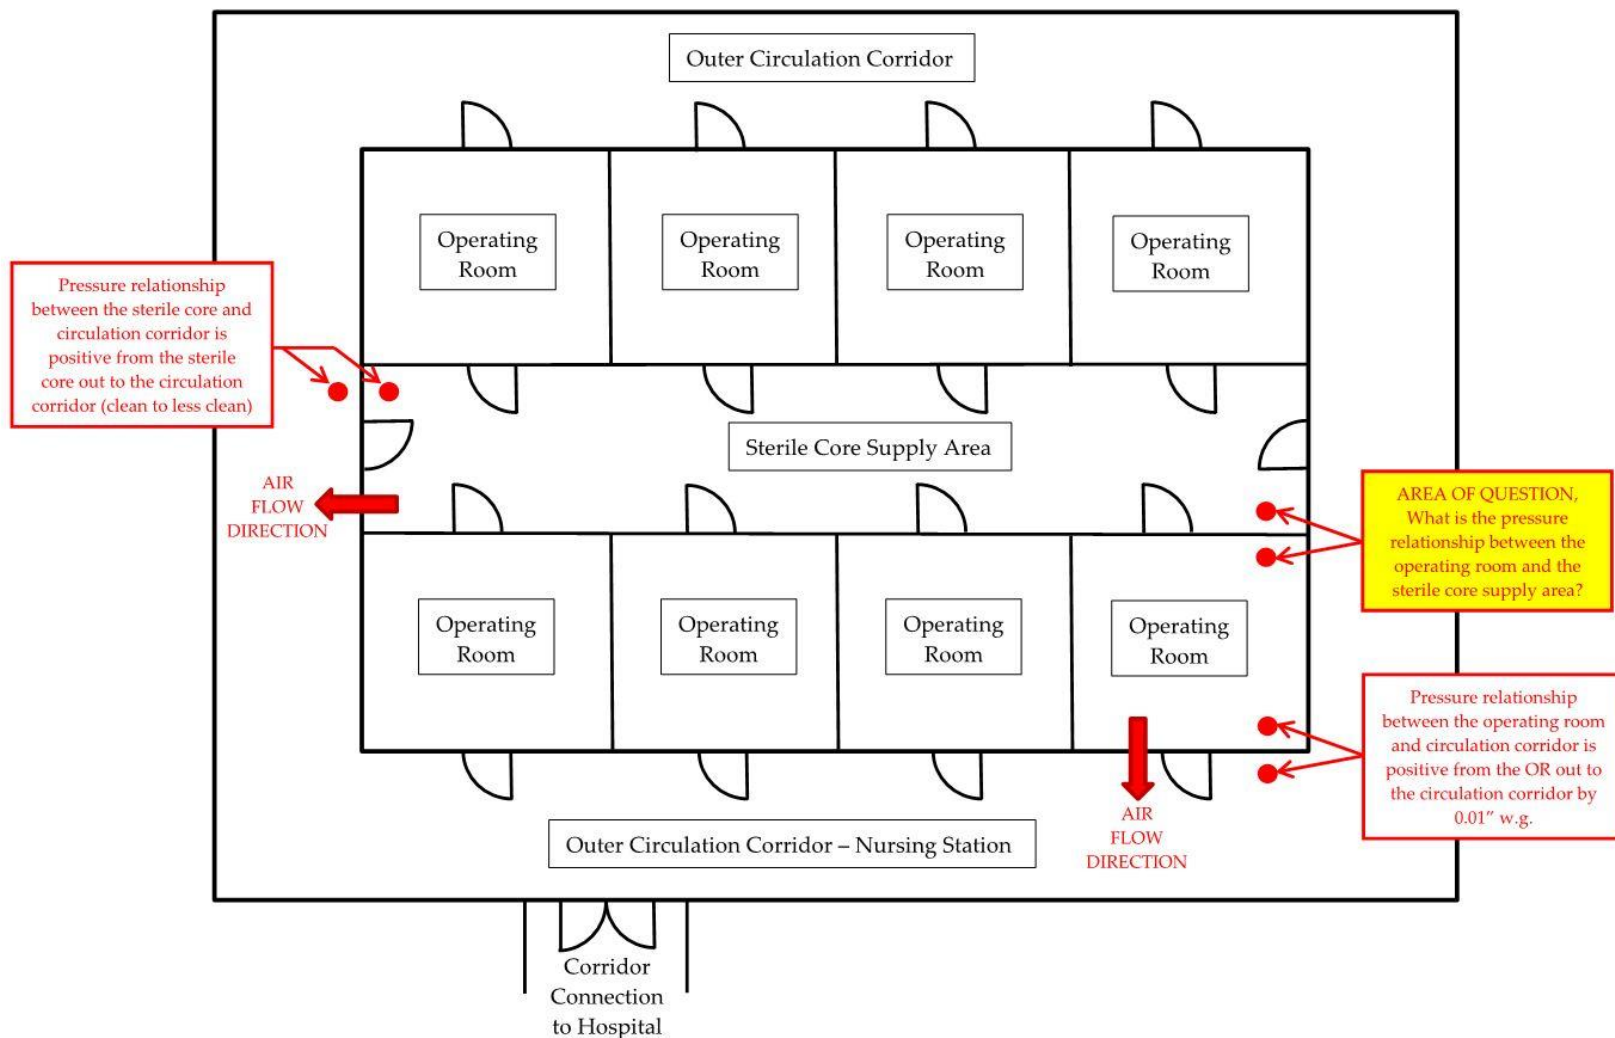 Outer Circulation Corridor
Operating
Room
Operating
Room
Operating
Room
Operating
Room
Pressure relationship
between the sterile core and
circulation corridor is
positive from the sterile
core out to the circulation
corridor (clean to less clean)
Sterile Core Supply Area
AIR
FLOW
DIRECTION
AREA OF QUESTION,
What is the pressure
relationship between the
operating room and the
sterile core supply area?
Operating
Room
Operating
Room
Operating
Room
Operating
Room
Pressure relationship
between the operating room
and circulation corridor is
positive from the OR out to
the circulation corridor by
0.01” w.g.
AIR
FLOW
DIRECTION
Outer Circulation Corridor – Nursing Station
Corridor
Connection
to Hospital